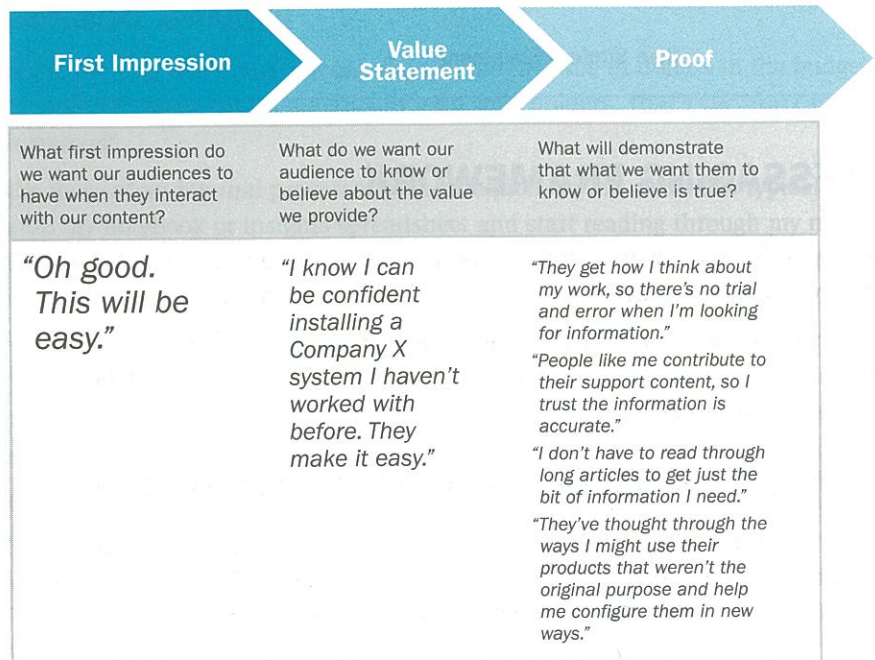 First Impression
Value
Statement
Proof
What first impression do
we want our audiences to
have when they interact
with our content?
What do we want our
audience to know or
believe about the value
we provide?
What will demonstrate
that what we want them to
know or believe is true?
“Oh good.
This will be
easy.”
“I know I can
be confident
installing a
Company X
system I haven’t
worked with
before. They
make it easy.”
“They get how I think about
my work, so there’s no trial
and error when I’m looking
for information.”
“People like me contribute to
their support content, so I
trust the information is
accurate.”
“I don’t have to read through
long articles to get just the
bit of information I need.”
“They’ve thought through the
ways I might use their
products that weren’t the
original purpose and help
me configure them in new
ways.”